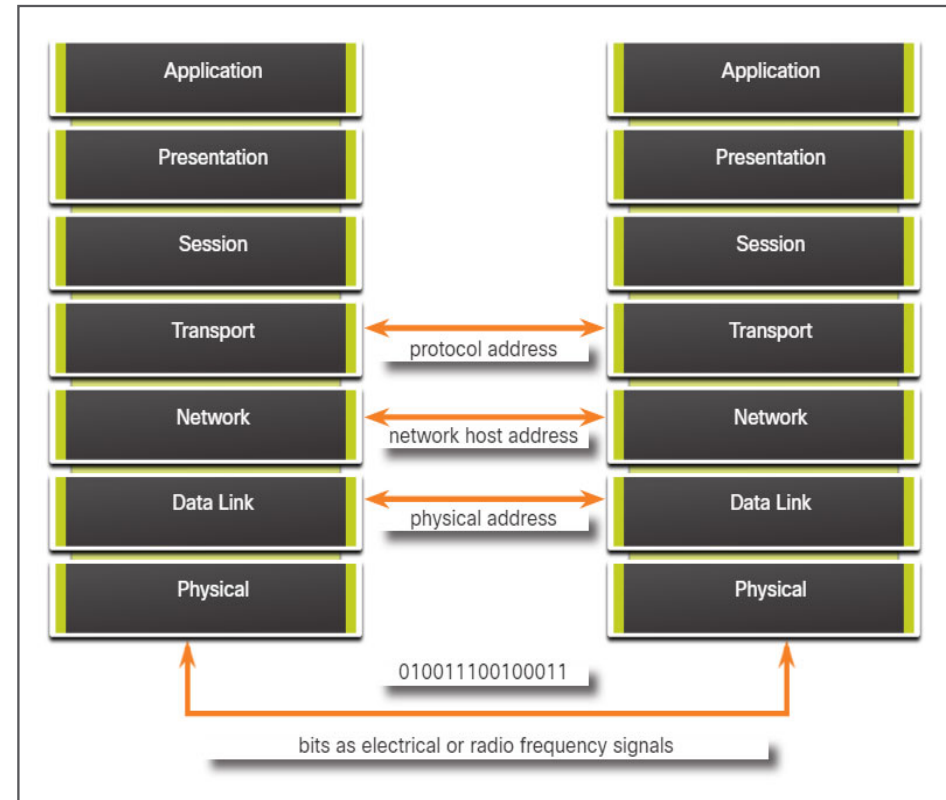 Application
Application
Presentation
Presentation
Session
Session
Transport
Transport
protocol address
Network
Network
network host address
Data Link
Data Link
physical address
Physical
Physical
010011100100011
bits as electrical or radio frequency signals